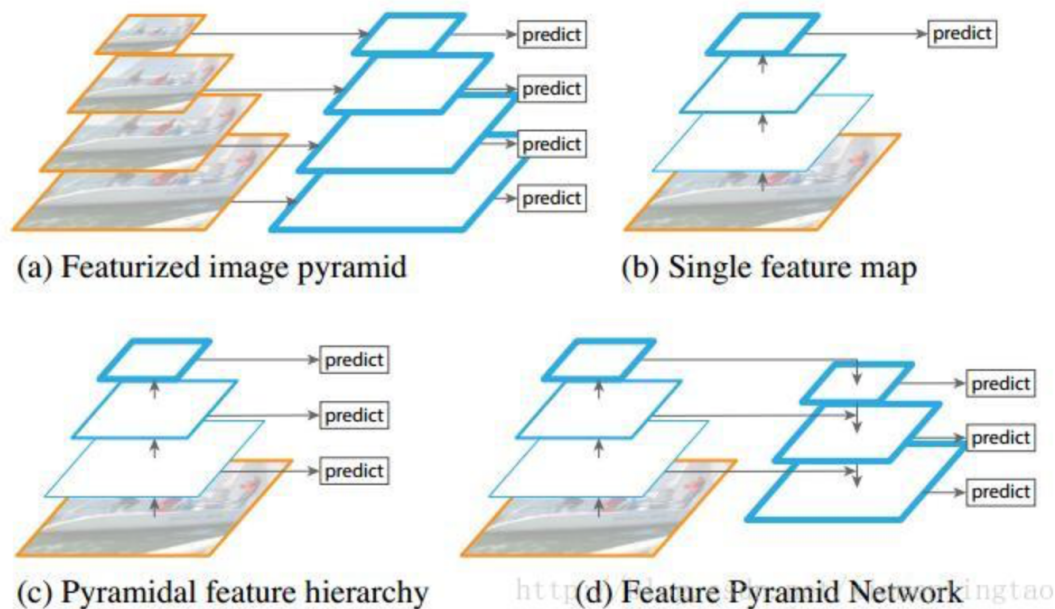 predict
predict
predict
predict
predict
(a) Featurized image pyramid
(b) Single feature map
predict
predict
predict
predict
predict
predict
(c) Pyramidal feature hierarchy
(d) Feature Pyramid Network